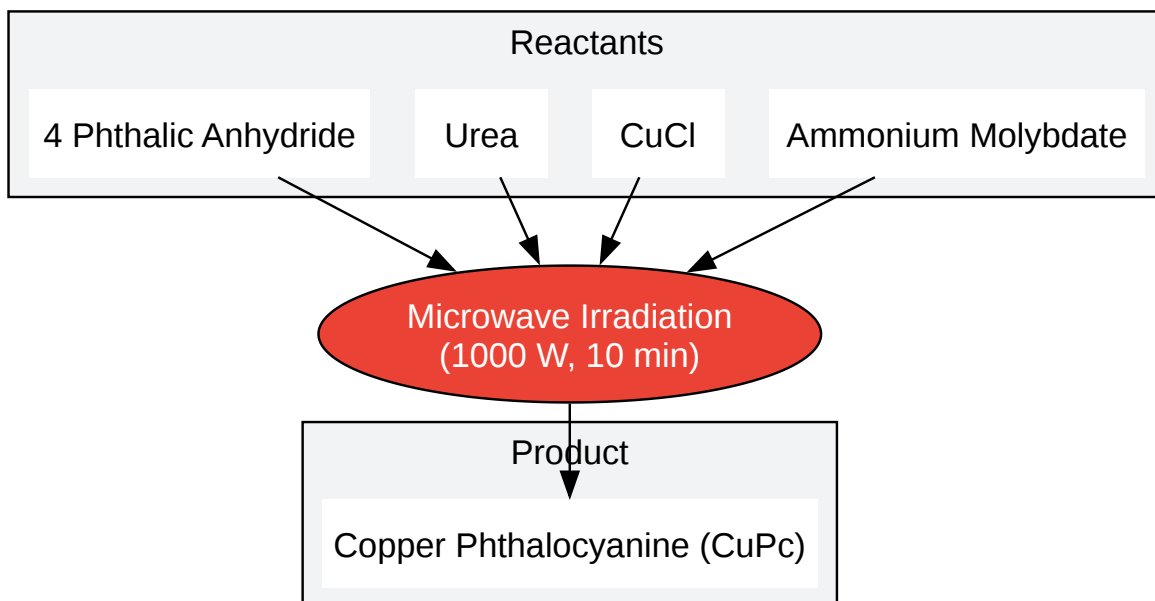 Reactants
4 Phthalic Anhydride
Urea
CuCl
Ammonium Molybdate
Microwave Irradiation
(1000 W, 10 min)
Product
Copper Phthalocyanine (CuPc)